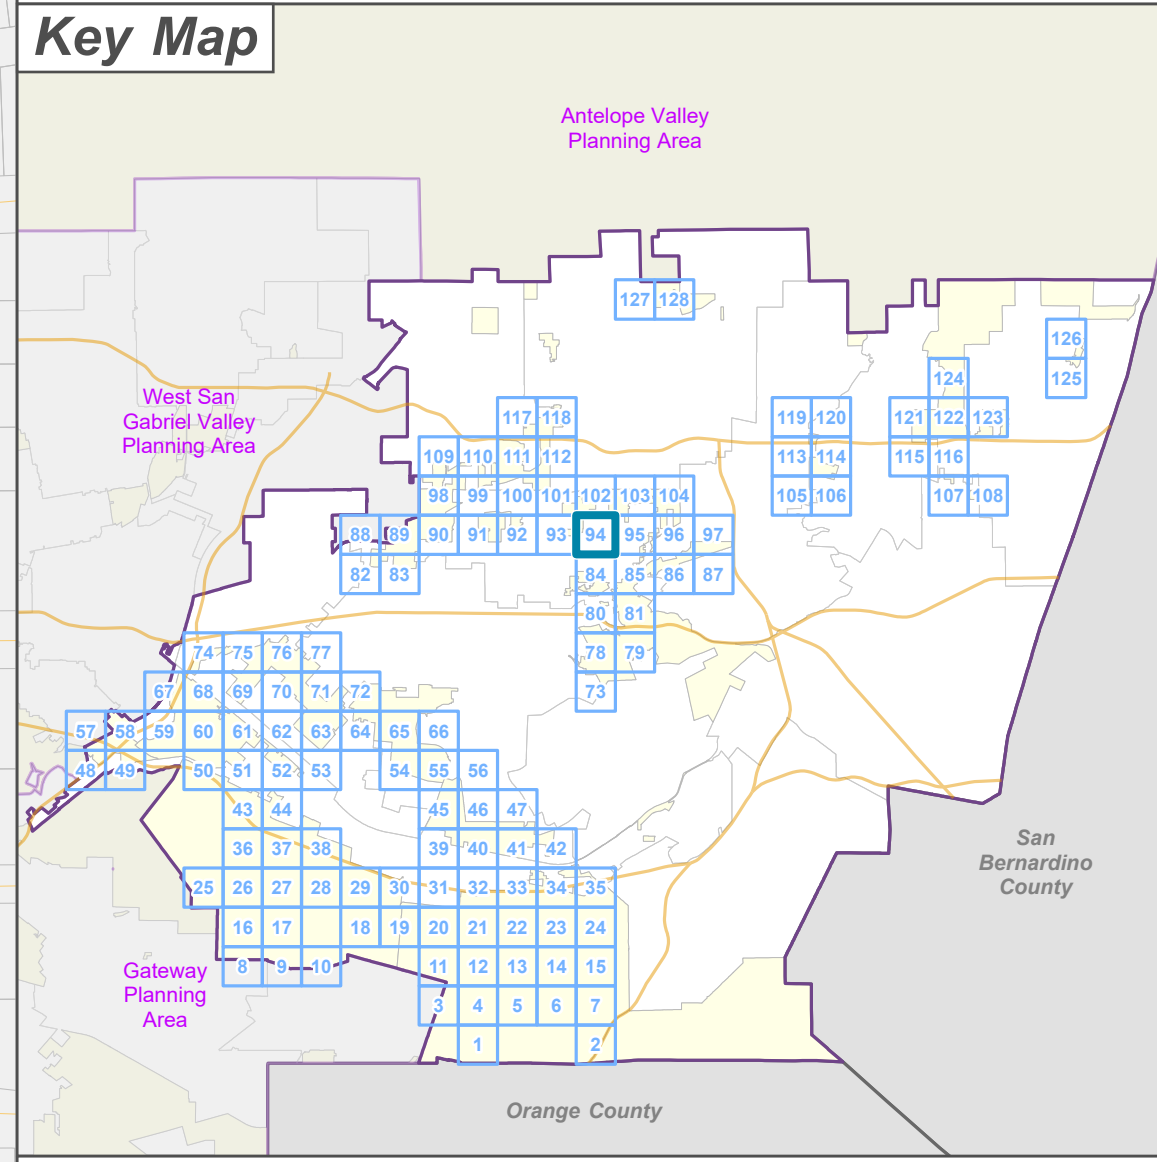 Key Map
Antelope Valley
Planning Area
127 128
126
124 125
West San
Gabriel Valley
Planning Area
117 118 119 120 121 122 123
109 110 111 112 113 114 115 116
98 99 100 101 102 103 104 105 106 107 108
88 89 90 91 92 93 94 95 96 97
82 83 84 85 86 87
80 81
74 75 76 77 78 79
67 68 69 70 71 72 73
57 58 59 60 61 62 63 64 65 66
48 49 50 51 52 53 54 55 56
43 44 45 46 47
36 37 38 39 40 41 42
San
Bernardino
County
25 26 27 28 29 30 31 32 33 34 35
16 17 18 19 20 21 22 23 24
8 9 10 11 12 13 14 15
Gateway
Planning
Area
3 4 5 6 7
1 2
Orange County